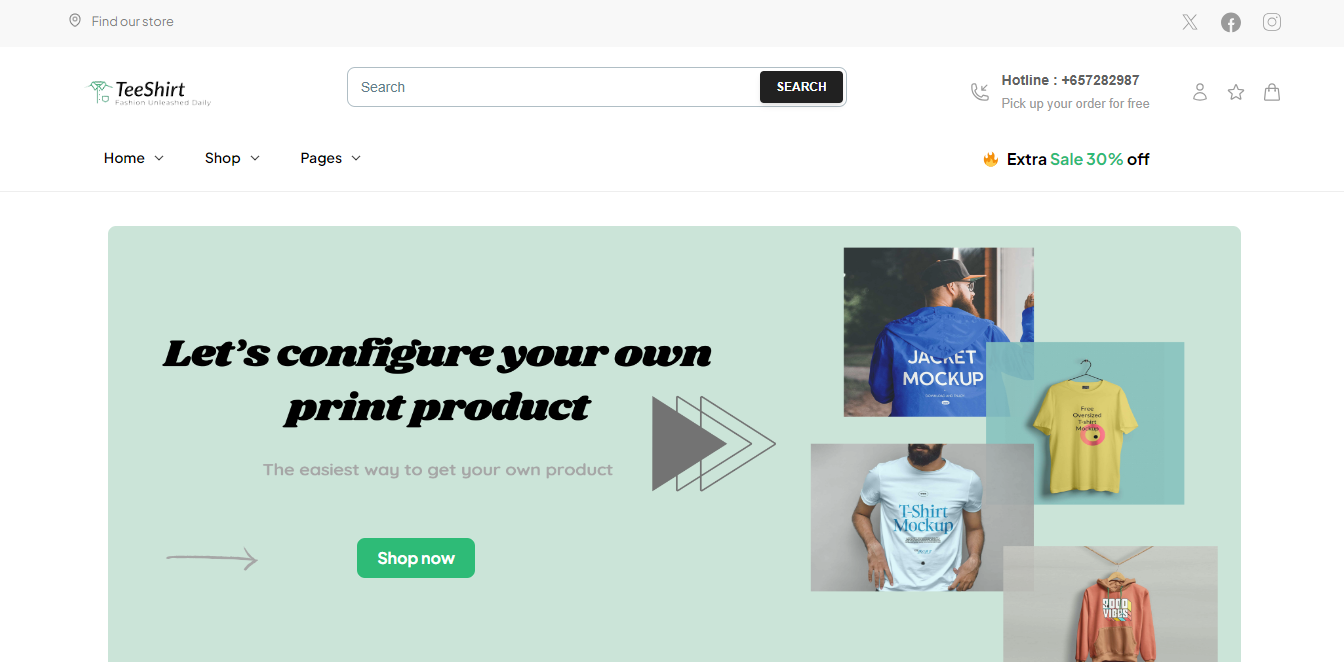 Find our store
TeeShirt
Fashion Unleashed Daily
Search
SEARCH
Hotline : +657282987
Pick up your order for free
Home
Shop
Pages
Extra Sale 30% off
Let’s configure your own
print product
The easiest way to get your own product
Shop now
JACKET
MOCKUP
Free
Oversized
T-shirt
Mockup
T-Shirt
Mockup
GOOD
VIBES